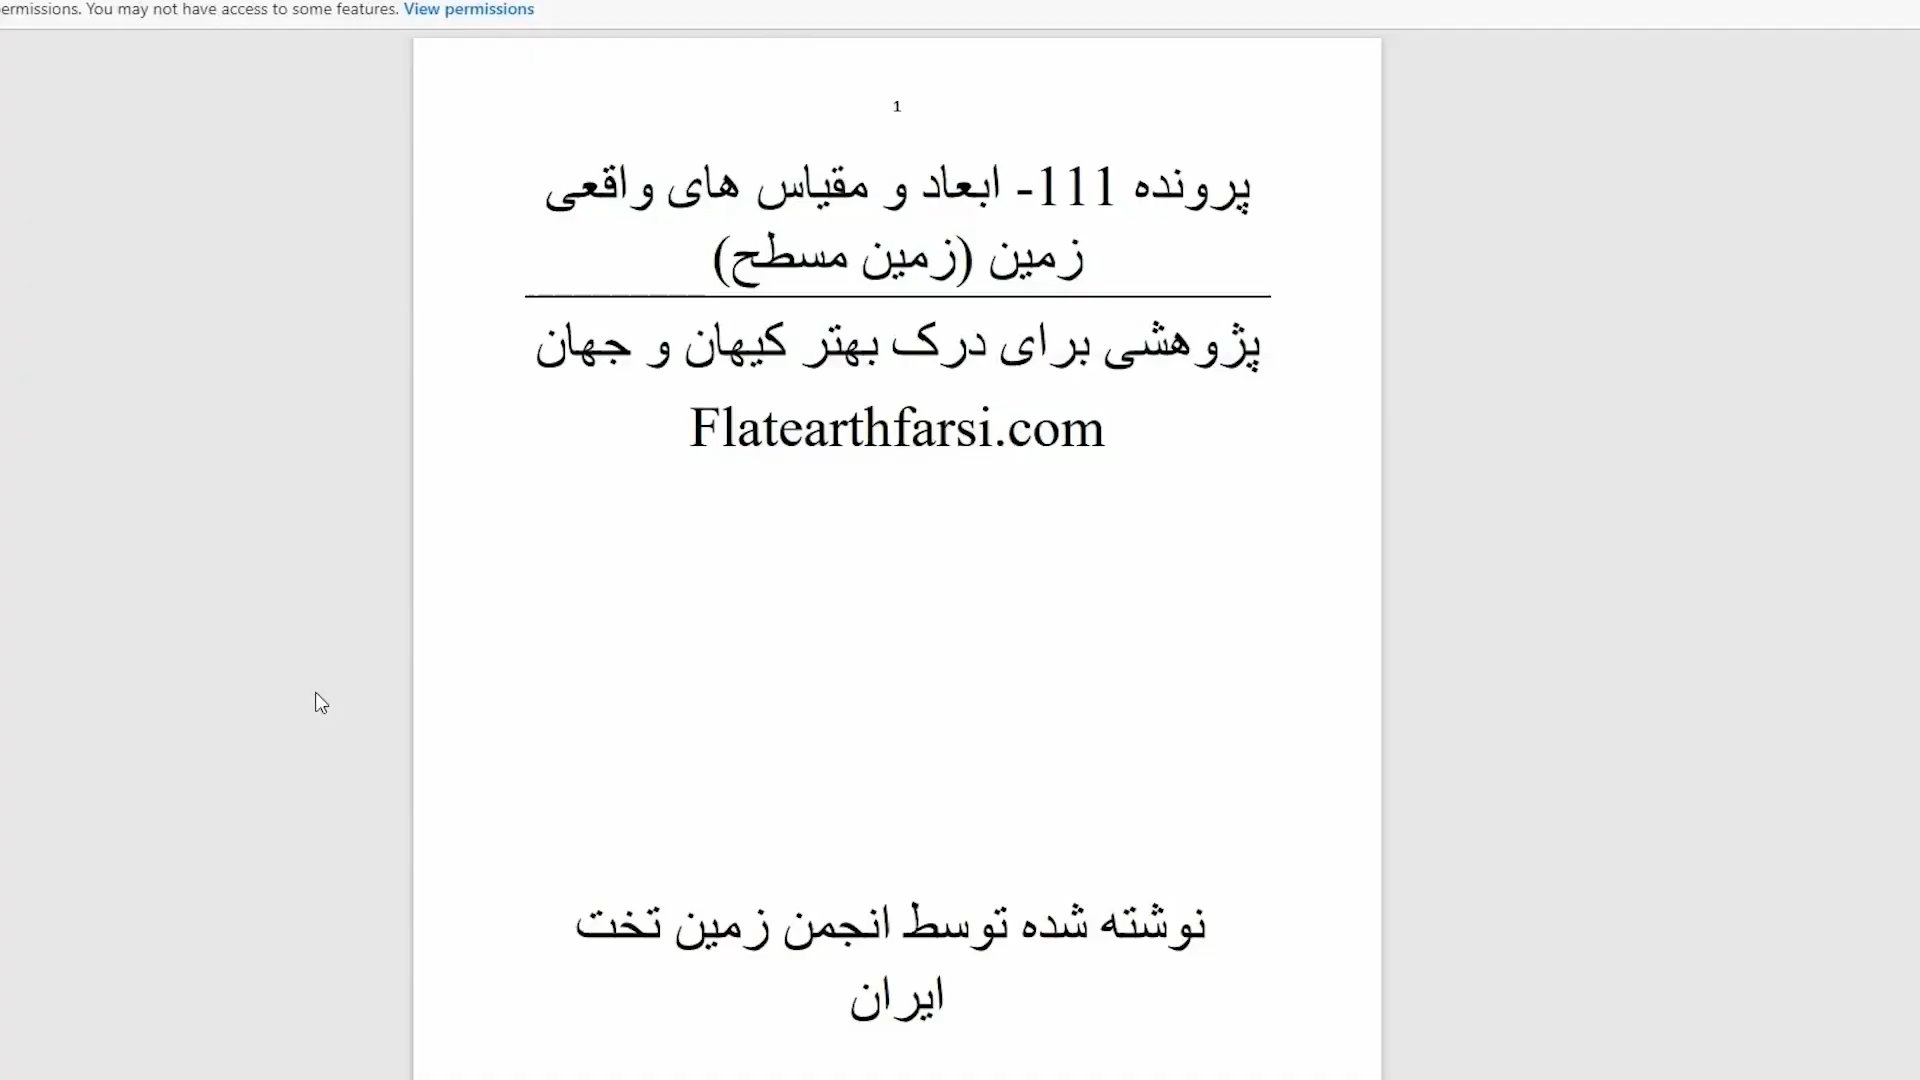 ermissions. You may not have access to some features. View permissions
1
پرونده 111- ابعاد و مقیاس های واقعی
زمین (زمین مسطح)
پژوهشی برای درک بهتر کیهان و جهان
Flatearthfarsi.com
نوشته شده توسط انجمن زمین تخت
ایران